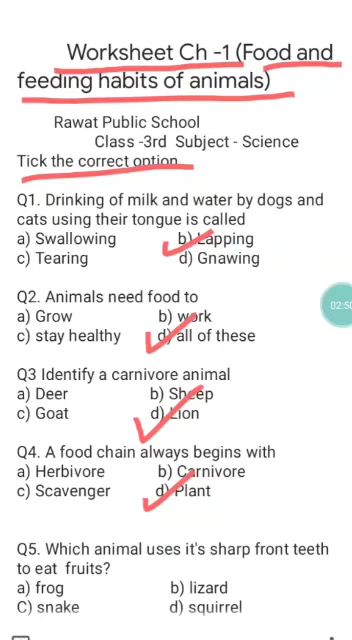 Worksheet Ch -1 (Food and
feeding habits of animals)
Rawat Public School
Class -3rd Subject - Science
Tick the correct option
Q1. Drinking of milk and water by dogs and
cats using their tongue is called
a) Swallowing b) Lapping
c) Tearing d) Gnawing
Q2. Animals need food to
a) Grow b) work
c) stay healthy d) all of these
02:50
Q3 Identify a carnivore animal
a) Deer b) Sheep
c) Goat d) Lion
Q4. A food chain always begins with
a) Herbivore b) Carnivore
c) Scavenger d) Plant
Q5. Which animal uses it's sharp front teeth
to eat fruits?
a) frog b) lizard
C) snake d) squirrel